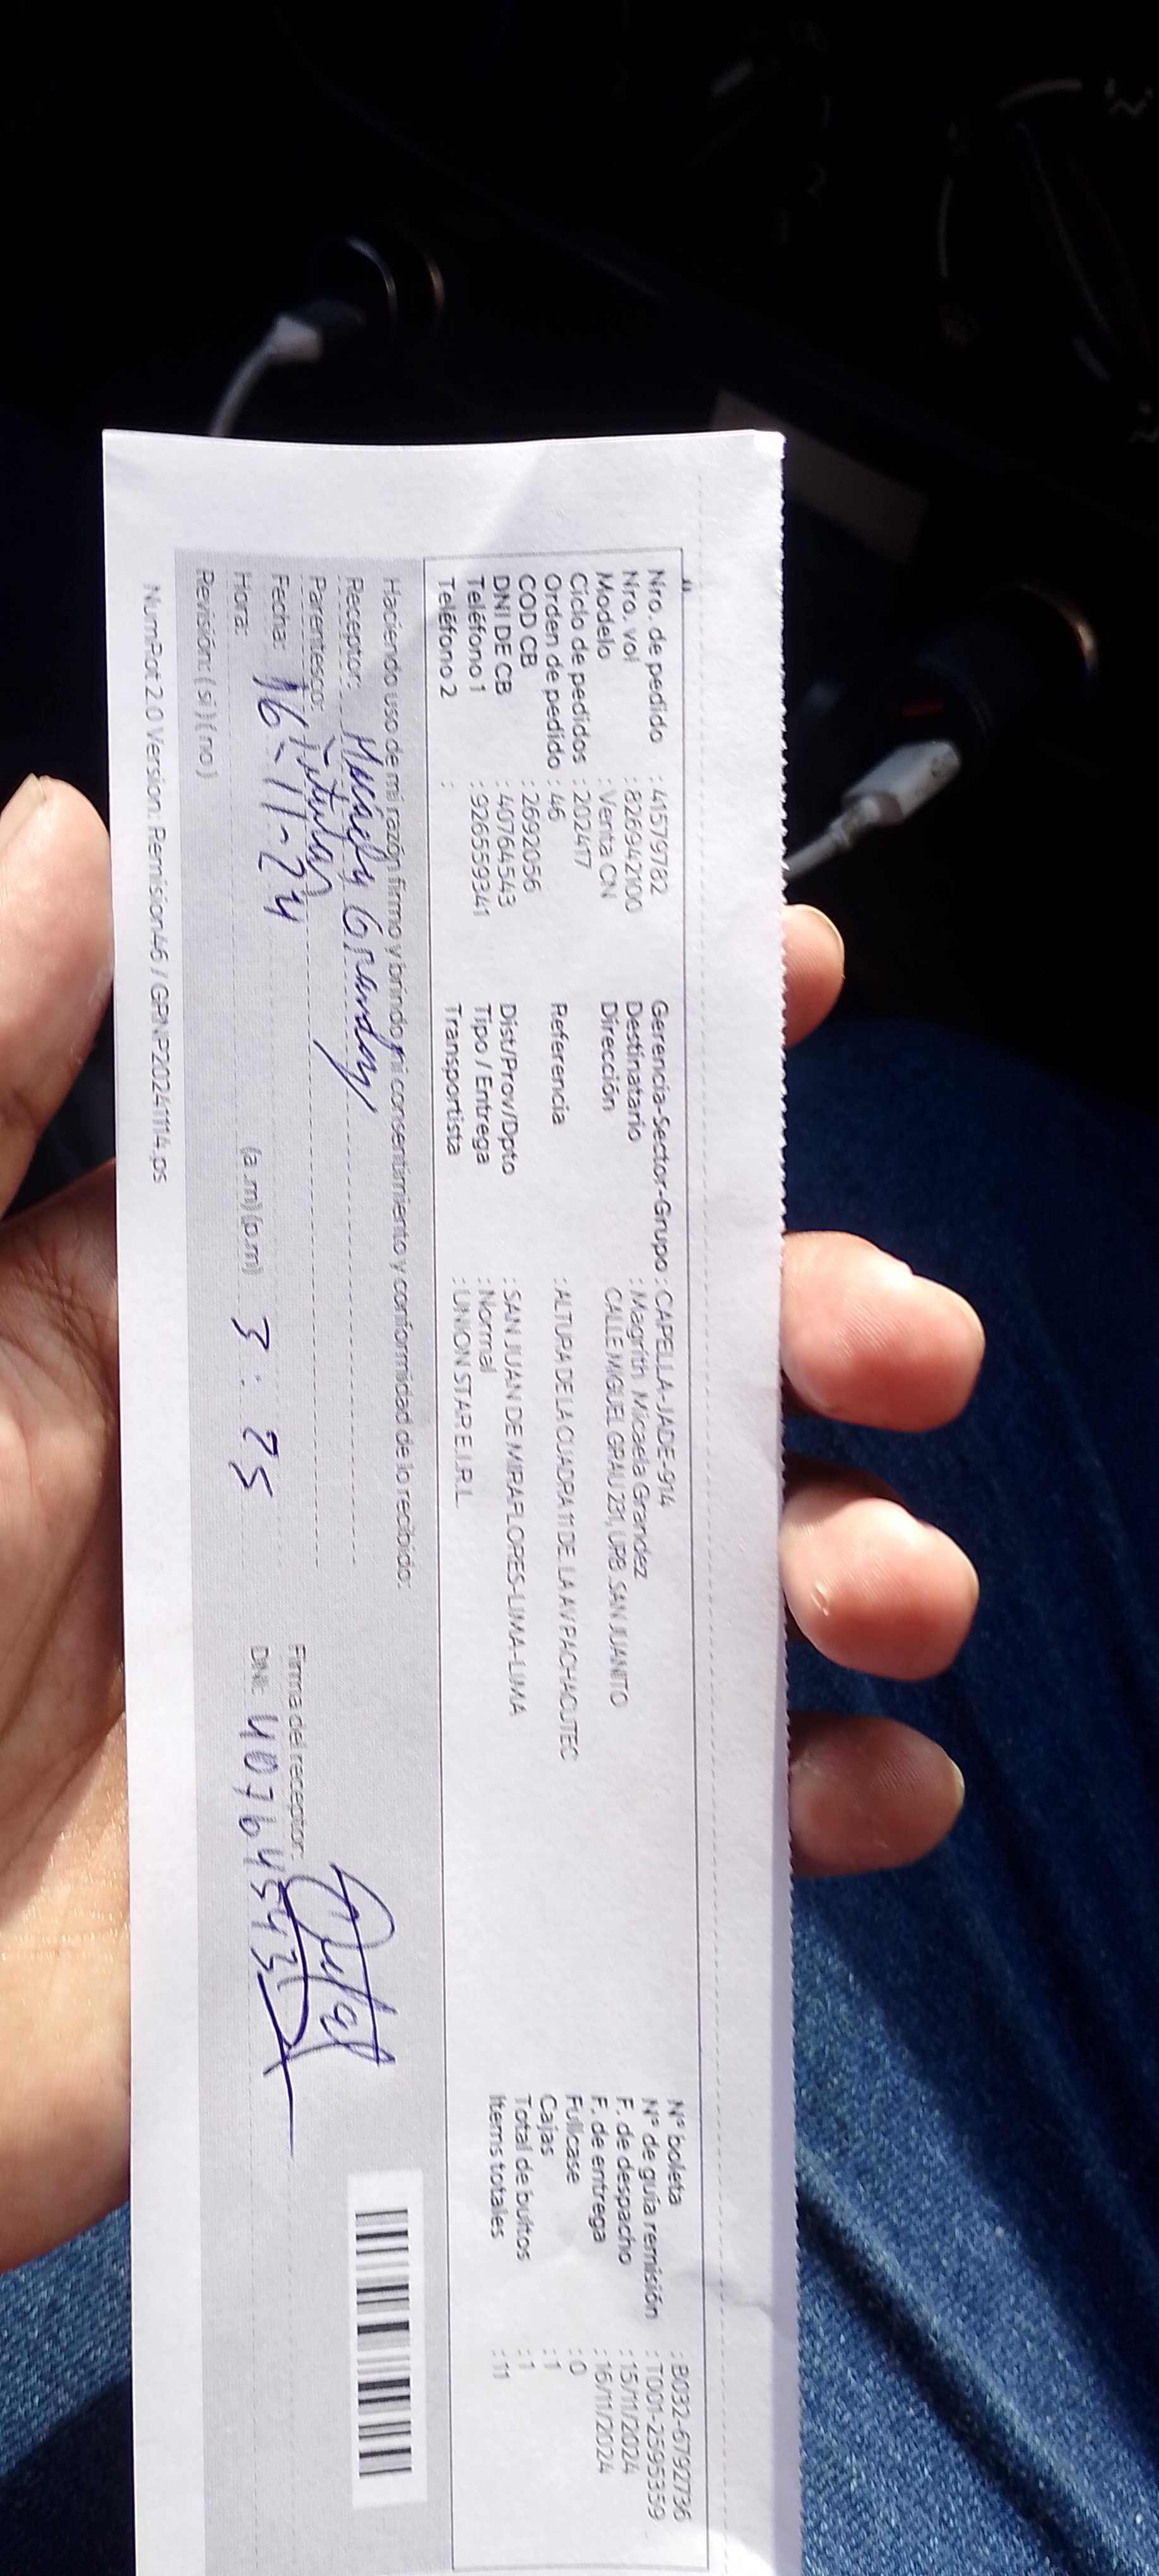 Nro. de pedido : 41579782 Gerencia-Sector-Grupo : CAPELLA-JADE-914 N° boleta : B032-6792736
Nro. vol : 826942100 Destinatario : Magrith Micaela Grandez N° de guía remisión : T001-2595359
Modelo : Venta CN Dirección CALLE MIGUEL GRAU 231, URB. SAN JUANITO F. de despacho : 15/11/2024
Ciclo de pedidos : 202417 F. de entrega : 16/11/2024
Orden de pedido : 46 Referencia : ALTURA DE LA CUADRA 11 DE LA AV PACHACUTEC Fullcase : 0
COD CB : 2692056 Cajas : 1
DNI DE CB : 40764543 Dist/Prov/Dpto : SAN JUAN DE MIRAFLORES-LIMA-LIMA Total de bultos : 1
Teléfono 1 : 926559341 Tipo / Entrega : Normal Items totales : 11
Teléfono 2 : Transportista : UNION STAR E.I.R.L.
Haciendo uso de mi razón firmo y brindo mi consentimiento y conformidad de lo recibido:
Receptor:
Parentesco: Titular
Fecha: 16-11-24 Firma del receptor:
Hora: (a.m) (p.m) 3 : 25 DNI: 40764543
Revisión: ( si ) ( no )
NumPot 2.0 Version: Remision46 / GRNP20241114.ps